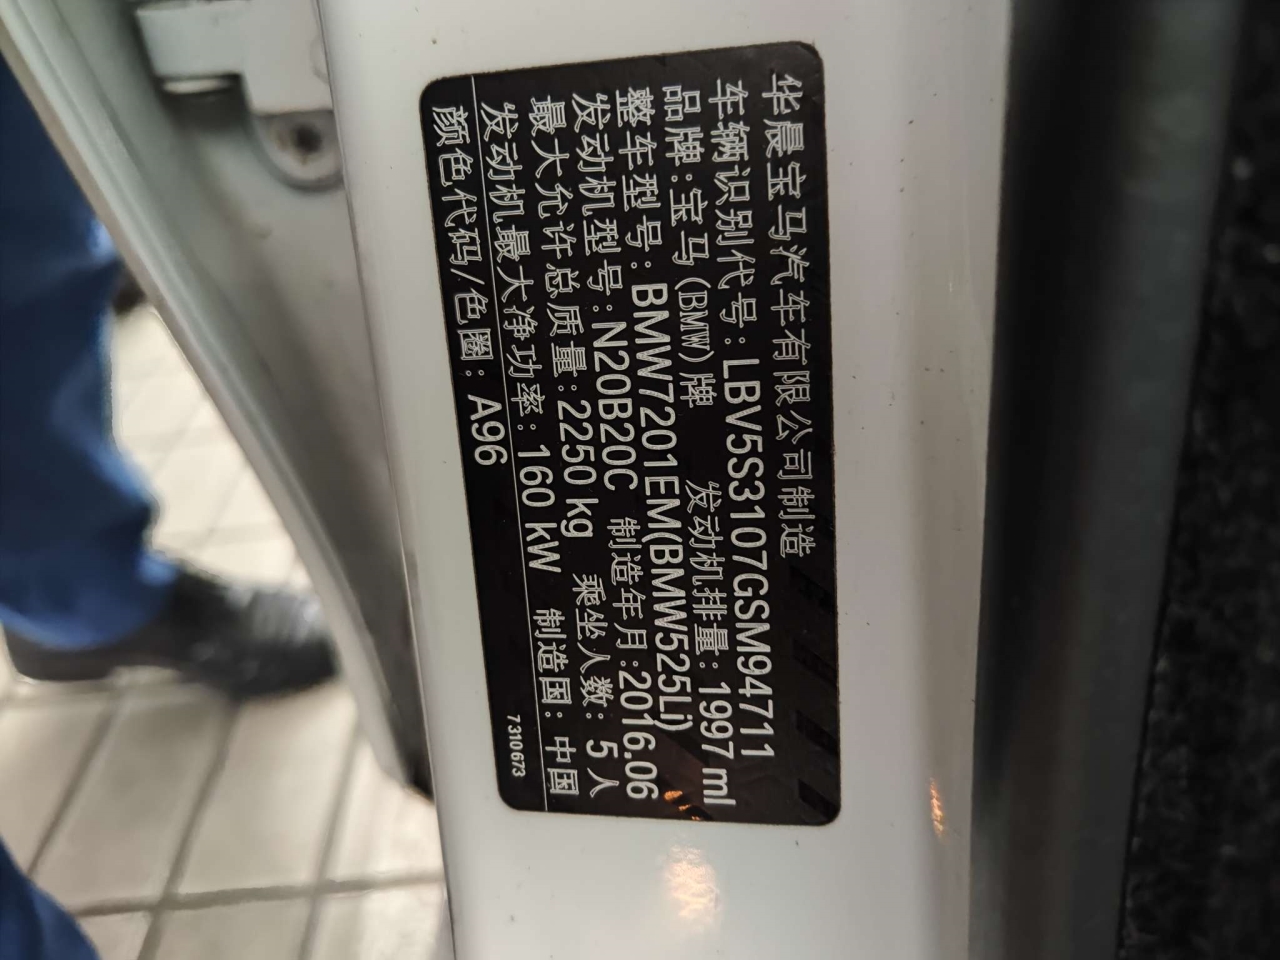 华晨宝马汽车有限公司制造
车辆识别代号:LBV5S3107GSM94711
品牌:宝马(BMW)牌 发动机排量:1997 ml
整车型号:BMW7201EM(BMW525Li)
发动机型号:N20B20C 制造年月:2016.06
最大允许总质量:2250 kg 乘坐人数:5人
发动机最大净功率:160 kW 制造国:中国
颜色代码/色圈:A96
7310673